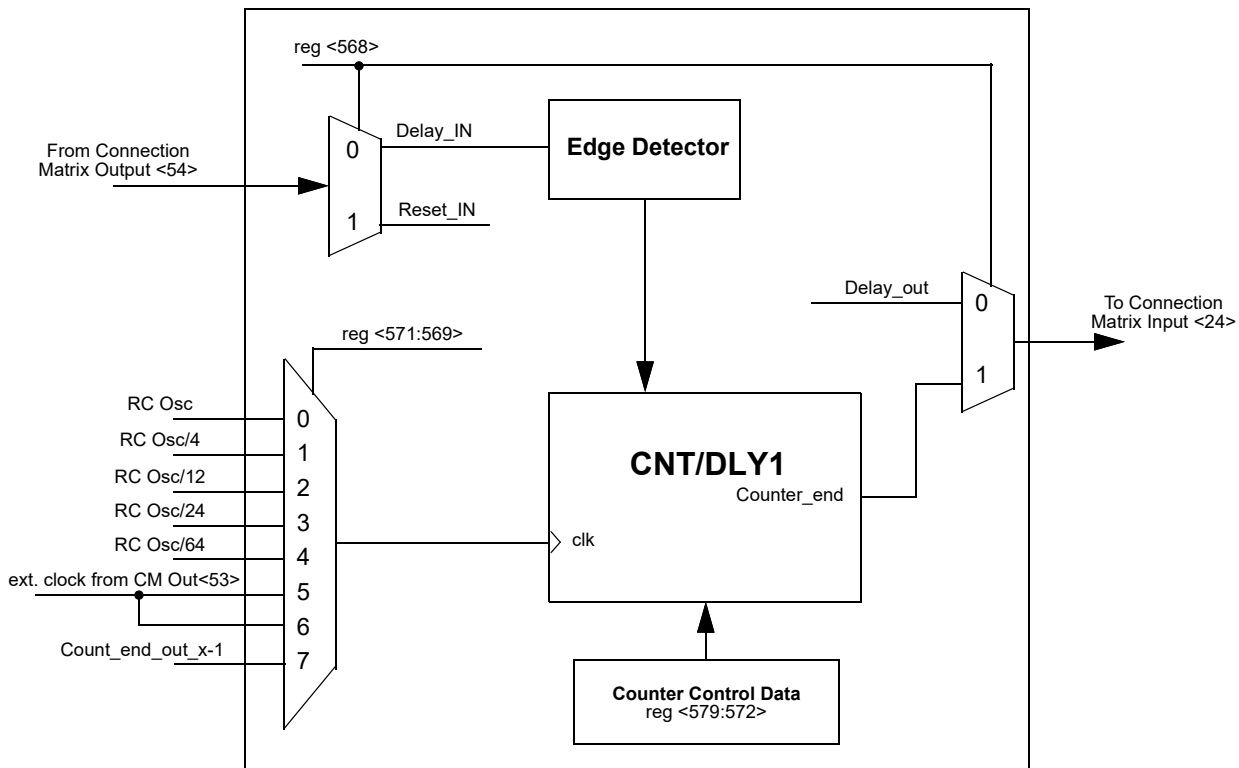 reg <568>
From Connection
Matrix Output <54>
0
1
Delay_IN
Reset_IN
Edge Detector
Delay_out
0
1
To Connection
Matrix Input <24>
reg <571:569>
RC Osc
RC Osc/4
RC Osc/12
RC Osc/24
RC Osc/64
ext. clock from CM Out<53>
Count_end_out_x-1
0
1
2
3
4
5
6
7
CNT/DLY1
Counter_end
clk
Counter Control Data
reg <579:572>